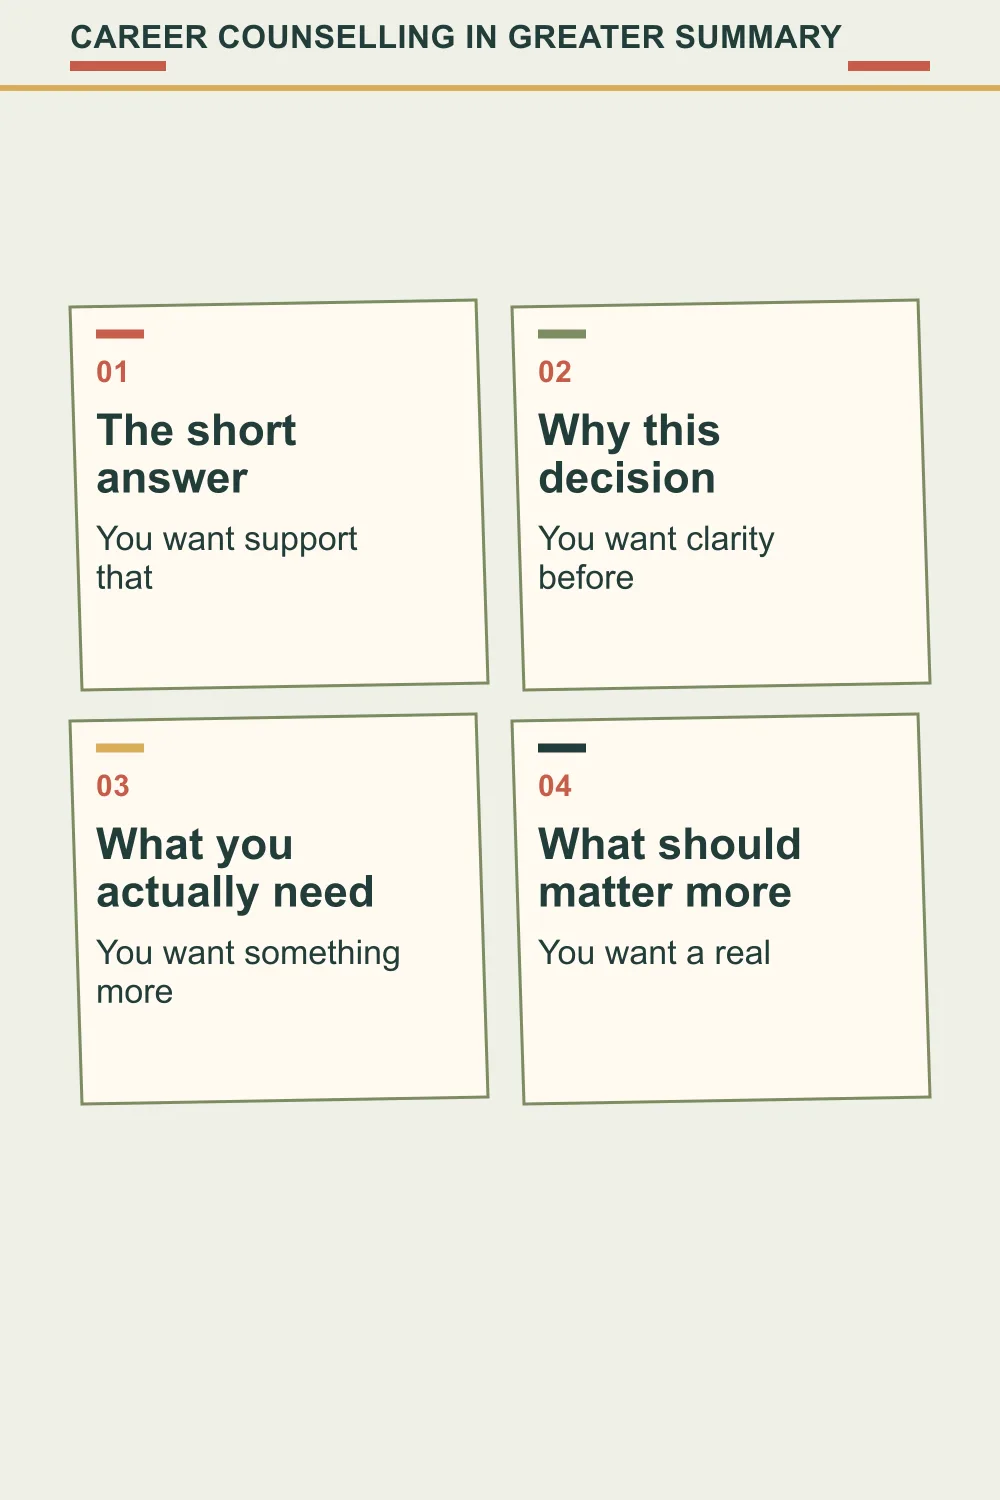 CAREER COUNSELLING IN GREATER SUMMARY
01
The short
answer
You want support
that
02
Why this
decision
You want clarity
before
03
What you
actually need
You want something
more
04
What should
matter more
You want a real